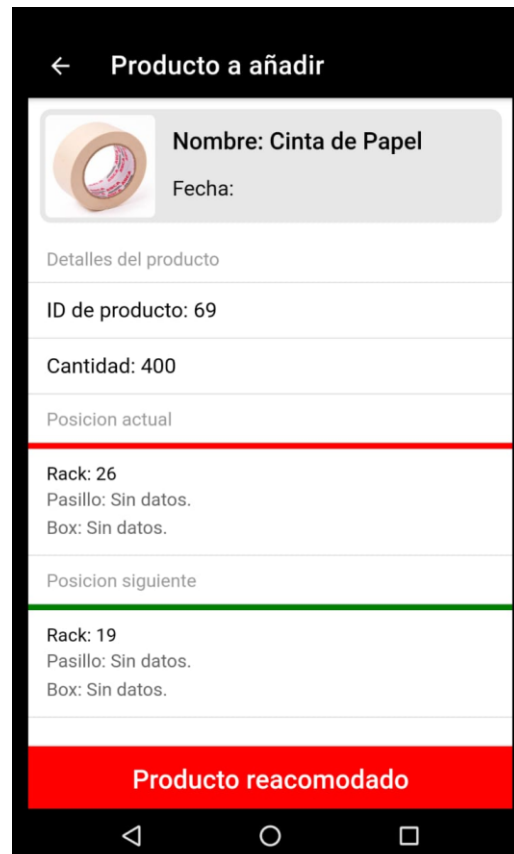 Producto a añadir
Nombre: Cinta de Papel
Fecha:
Detalles del producto
ID de producto: 69
Cantidad: 400
Posicion actual
Rack: 26
Pasillo: Sin datos.
Box: Sin datos.
Posicion siguiente
Rack: 19
Pasillo: Sin datos.
Box: Sin datos.
Producto reacomodado